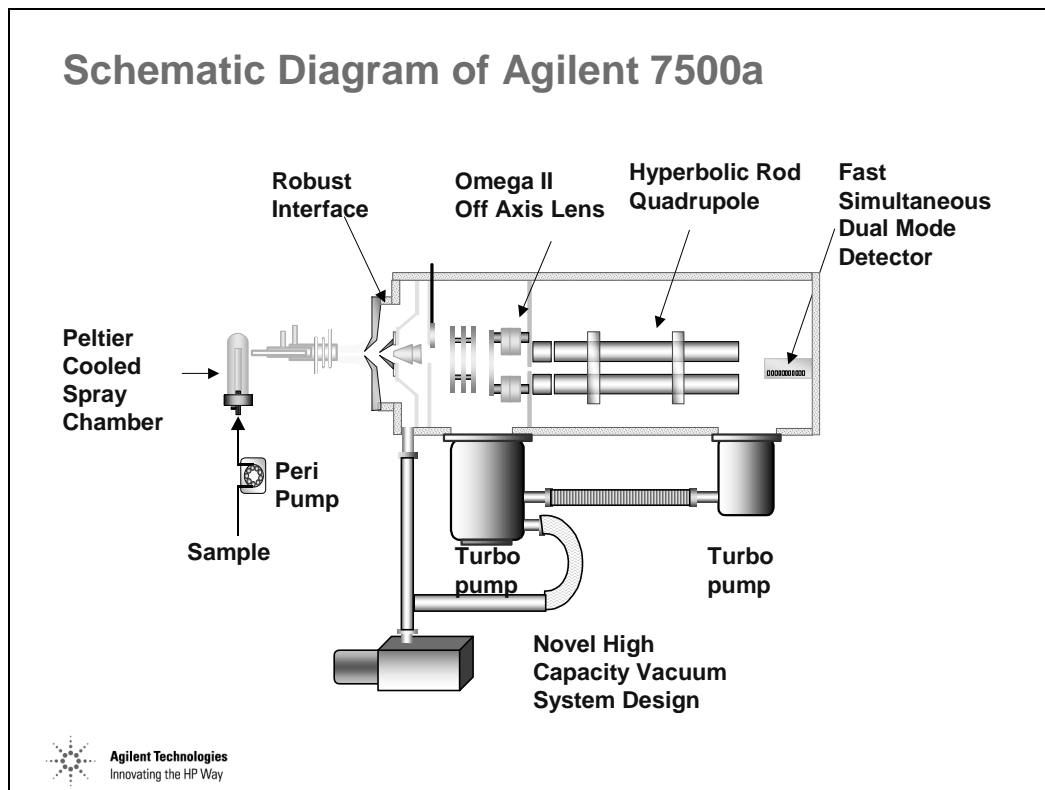 Schematic Diagram of Agilent 7500a
Robust
Interface
Omega II
Off Axis Lens
Hyperbolic Rod
Quadrupole
Fast
Simultaneous
Dual Mode
Detector
Peltier
Cooled
Spray
Chamber
Peri
Pump
Sample
Turbo
pump
Turbo
pump
Novel High
Capacity Vacuum
System Design
Agilent Technologies
Innovating the HP Way